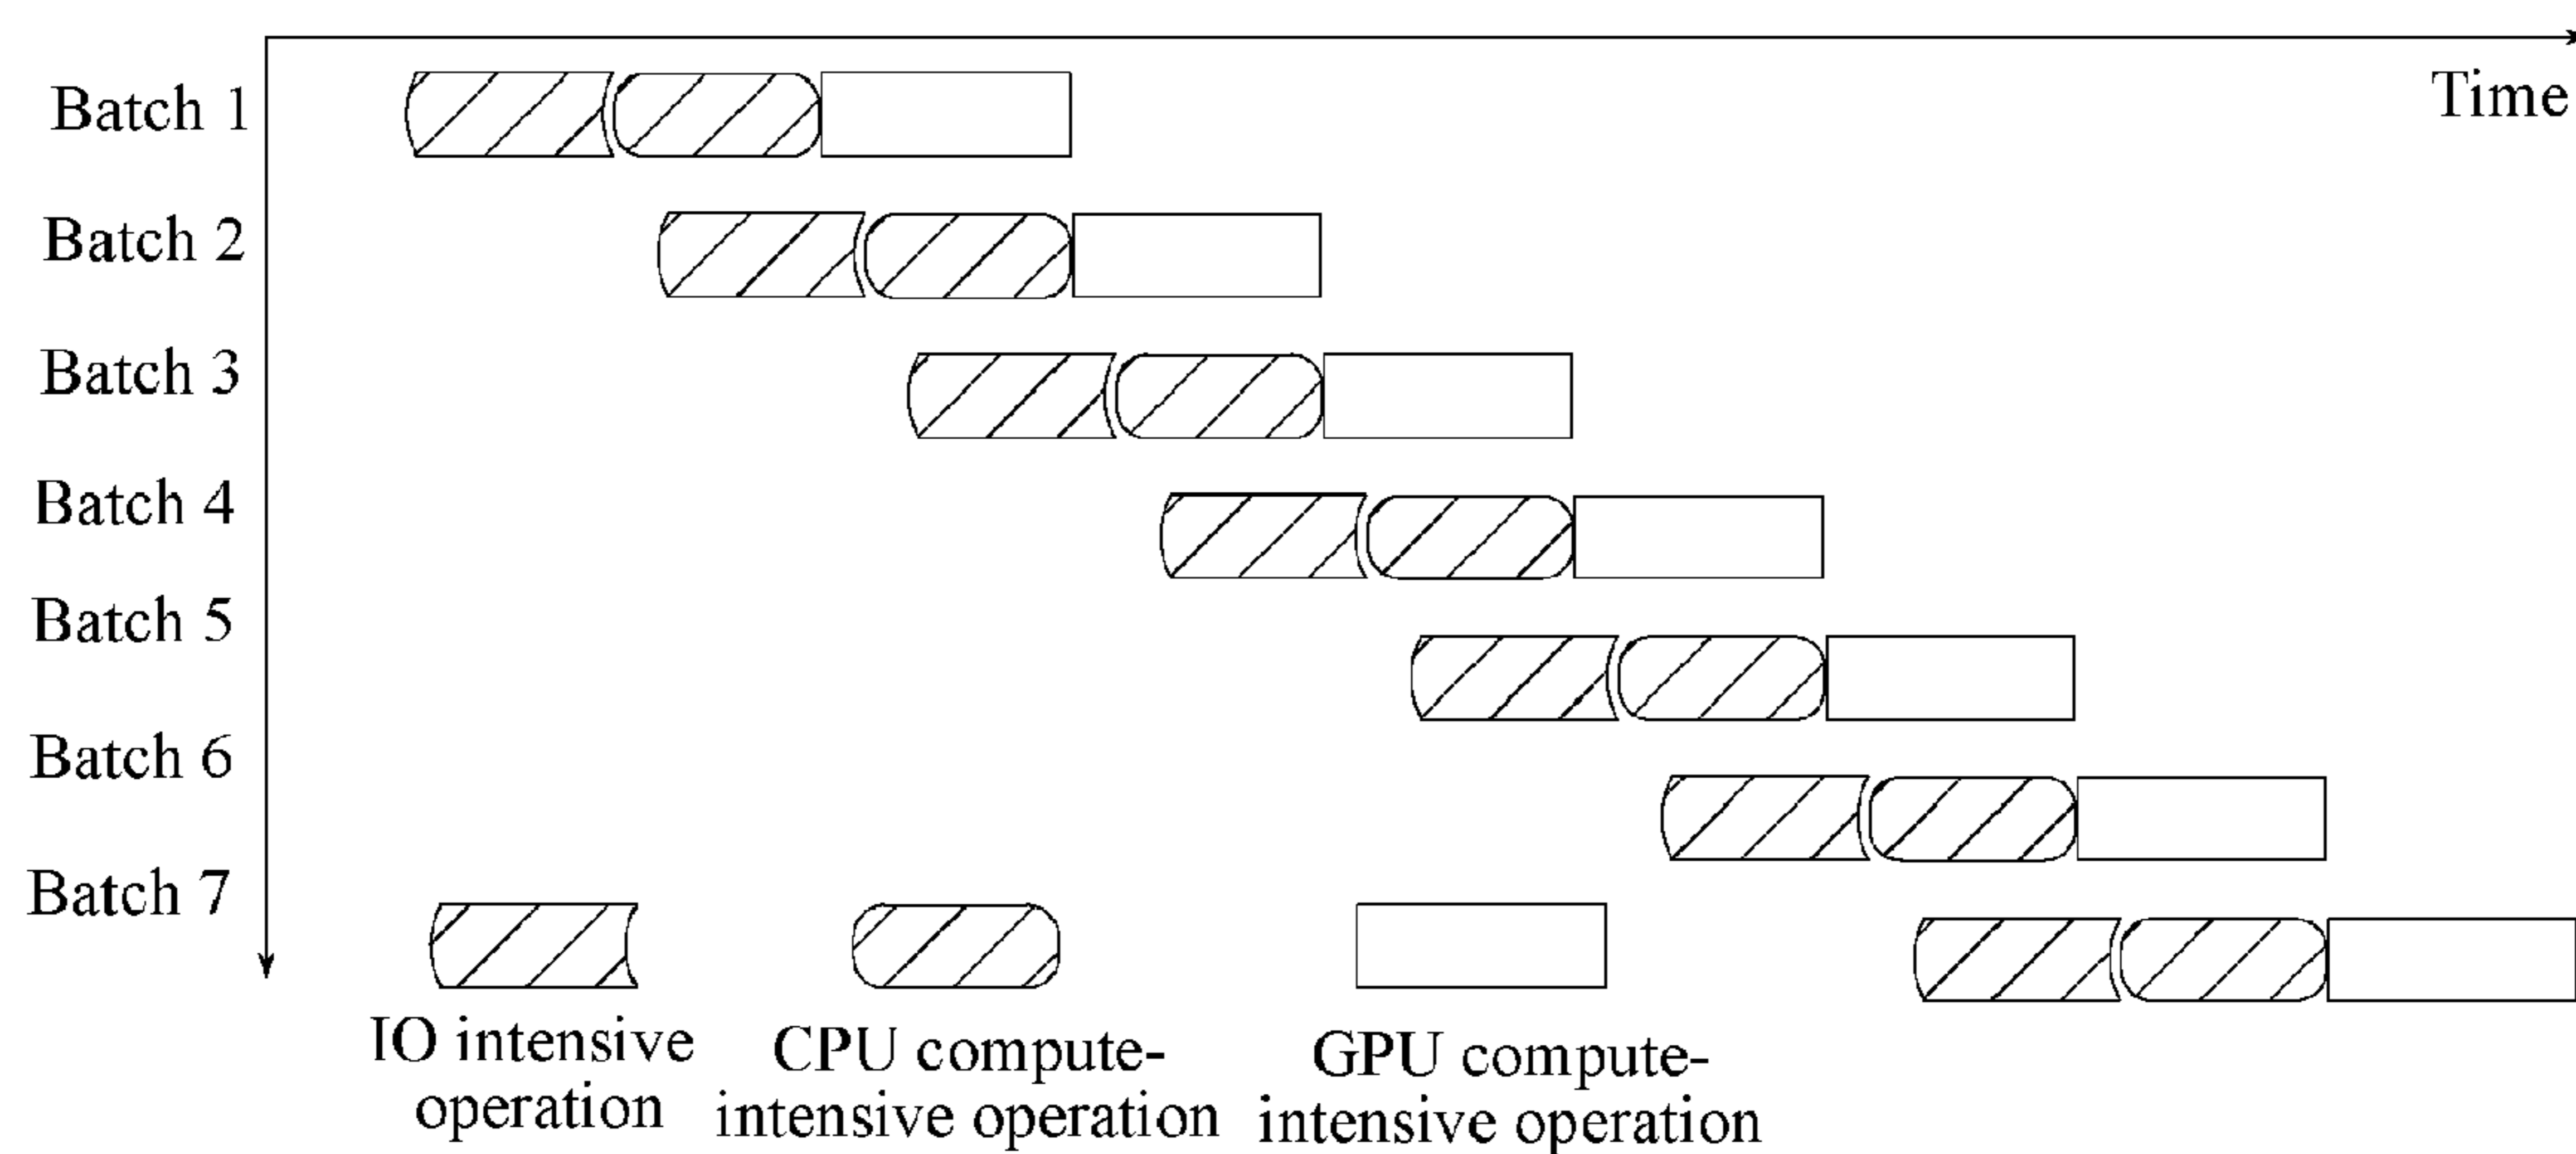 Time
Batch 1
Batch 2
Batch 3
Batch 4
Batch 5
Batch 6
Batch 7
IO intensive
operation
CPU compute-
intensive operation
GPU compute-
intensive operation